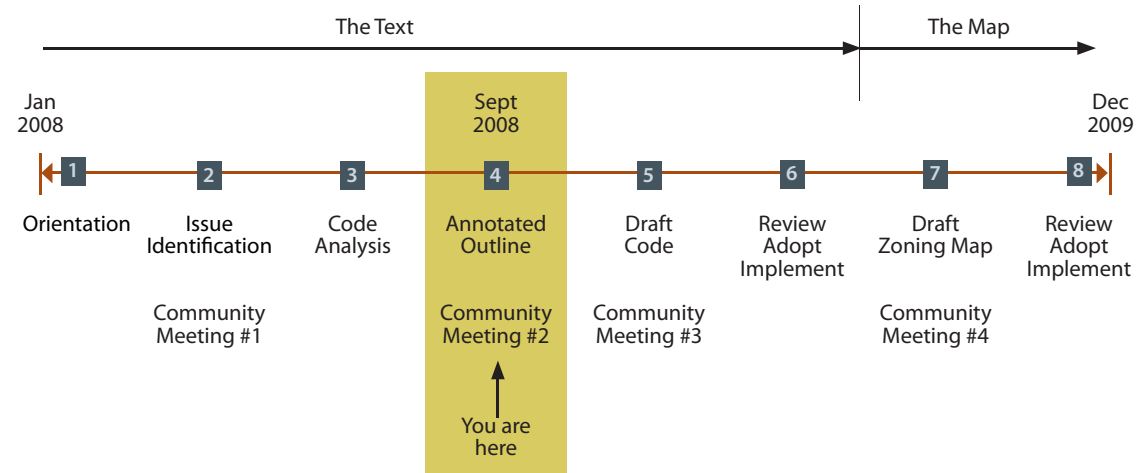 The Text
The Map
Jan
2008
Sept
2008
Dec
2009
1
2
3
4
5
6
7
8
Orientation
Issue
Identification
Code
Analysis
Annotated
Outline
Draft
Code
Review
Adopt
Implement
Draft
Zoning Map
Review
Adopt
Implement
Community
Meeting #1
Community
Meeting #2
Community
Meeting #3
Community
Meeting #4
You are
here